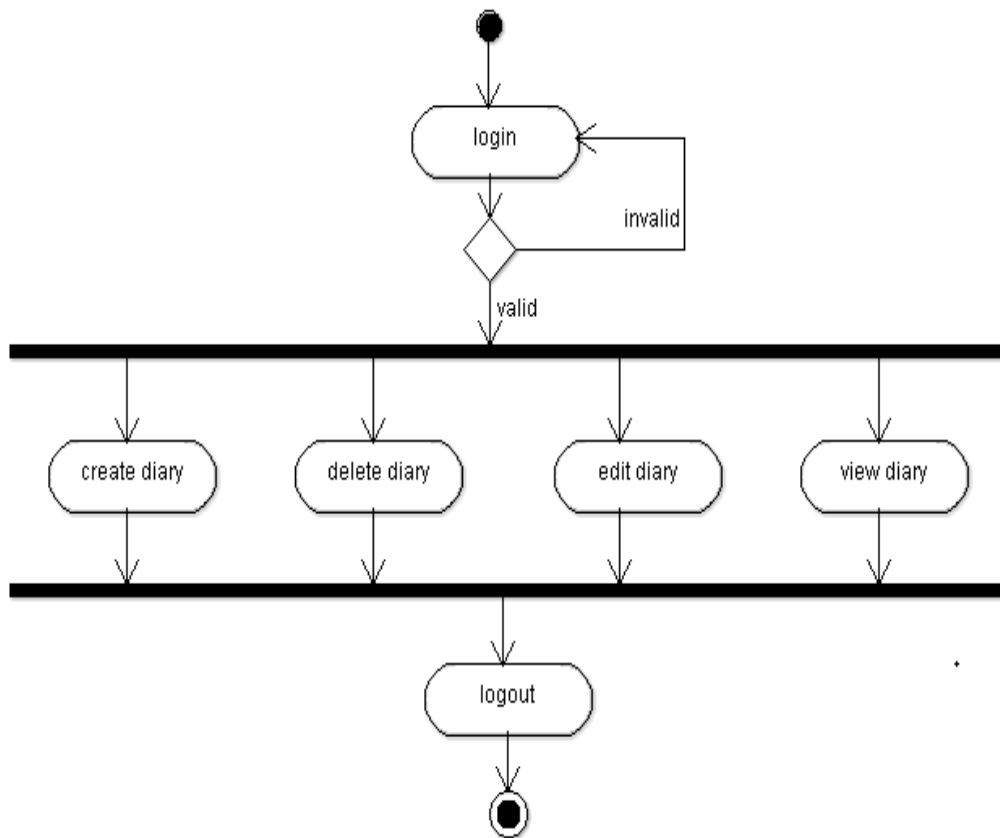 login
invalid
valid
create diary
delete diary
edit diary
view diary
logout